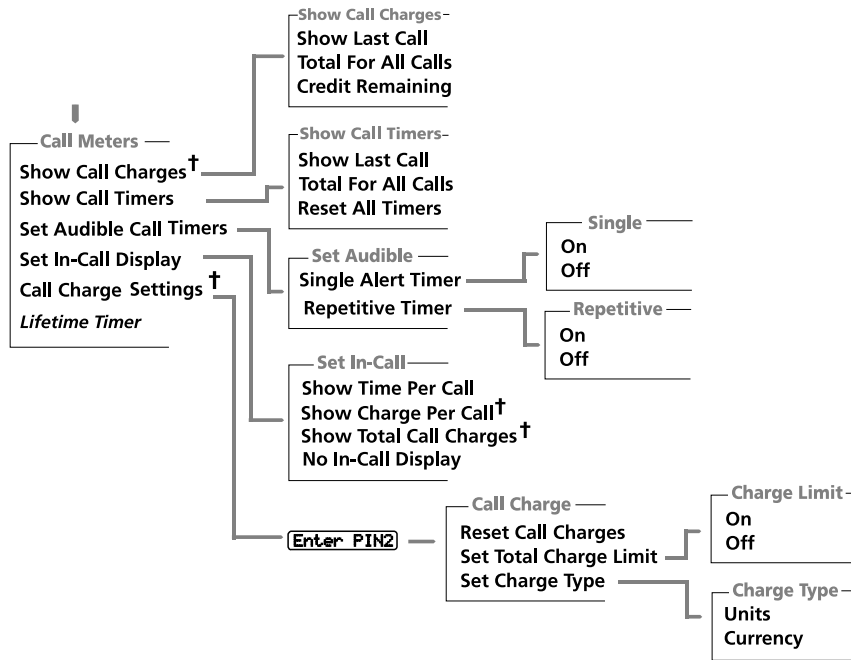 Call Meters
Show Call Charges†
Show Call Timers
Set Audible Call Timers
Set In-Call Display
Call Charge Settings†
Lifetime Timer
Show Call Charges
Show Last Call
Total For All Calls
Credit Remaining
Show Call Timers
Show Last Call
Total For All Calls
Reset All Timers
Set Audible
Single Alert Timer
Repetitive Timer
Single
On
Off
Repetitive
On
Off
Set In-Call
Show Time Per Call
Show Charge Per Call†
Show Total Call Charges†
No In-Call Display
Enter PIN2
Call Charge
Reset Call Charges
Set Total Charge Limit
Set Charge Type
Charge Limit
On
Off
Charge Type
Units
Currency